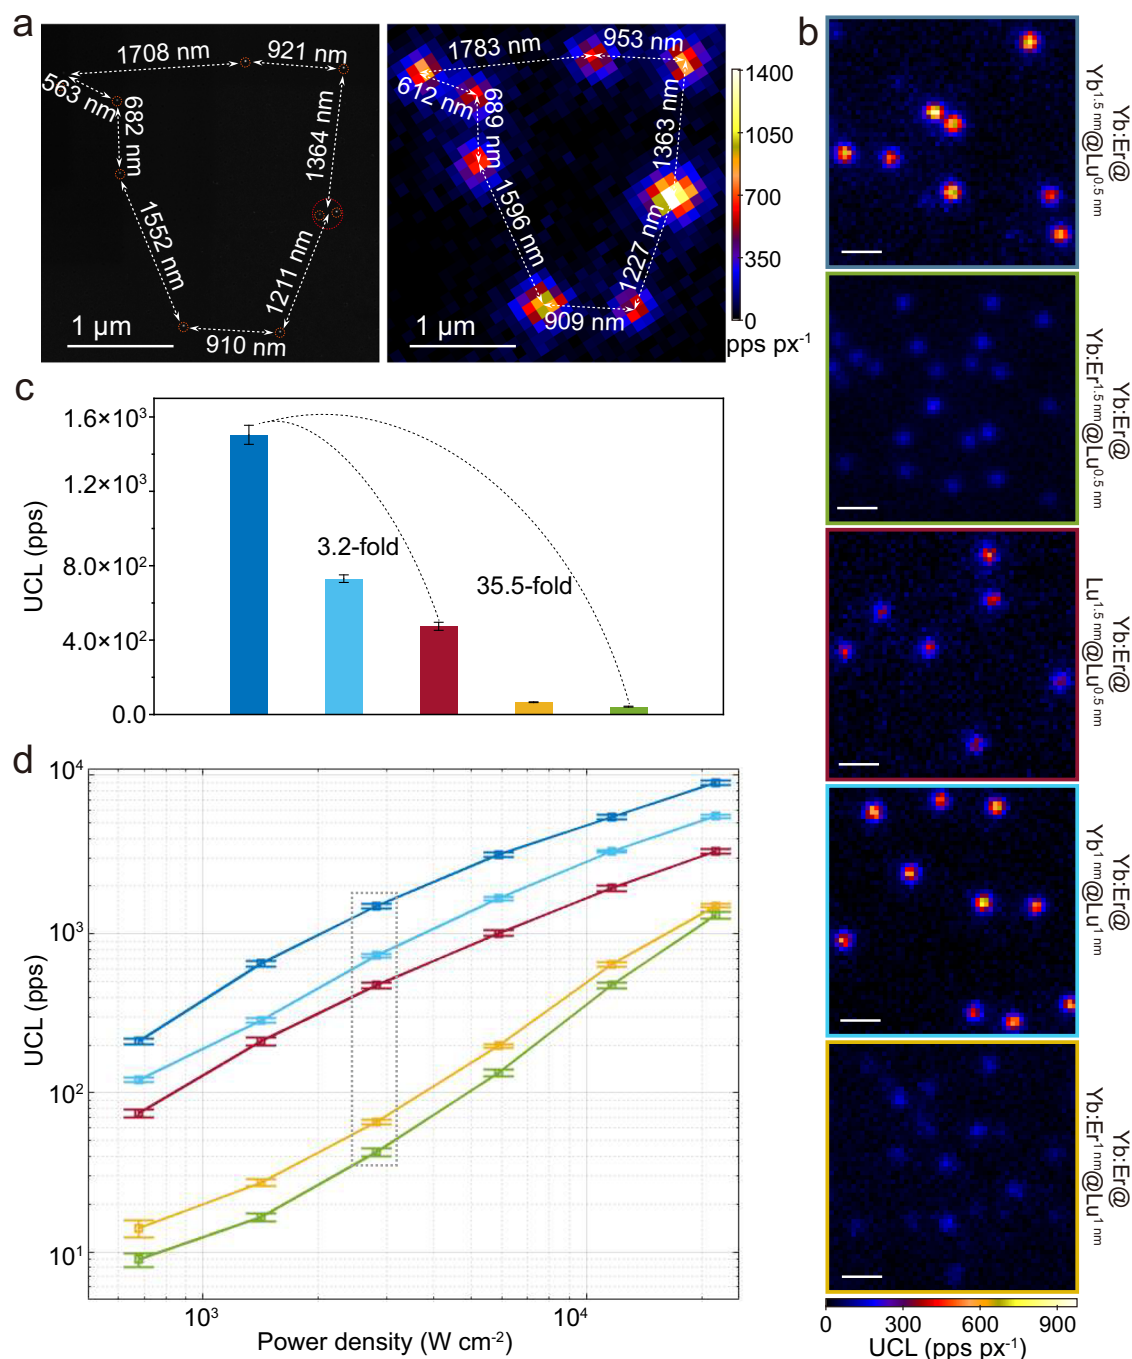 a
1708 nm
921 nm
563 nm
682 nm
1364 nm
1552 nm
1211 nm
910 nm
1 μm
1783 nm
953 nm
612 nm
689 nm
1363 nm
1596 nm
1227 nm
909 nm
1 μm
1400
1050
700
350
0
pps px⁻¹
b
Yb:Er@
Yb¹·⁵ ⁿᵐ@Lu⁰·⁵ ⁿᵐ
Yb:Er@
Yb:Er¹·⁵ ⁿᵐ@Lu⁰·⁵ ⁿᵐ
Yb:Er@
Lu¹·⁵ ⁿᵐ@Lu⁰·⁵ ⁿᵐ
Yb:Er@
Yb¹ ⁿᵐ@Lu¹ ⁿᵐ
Yb:Er@
Yb:Er¹ ⁿᵐ@Lu¹ ⁿᵐ
0 300 600 900
UCL (pps px⁻¹)
c
UCL (pps)
1.6×10³
1.2×10³
8.0×10²
4.0×10²
0.0
3.2-fold
35.5-fold
d
UCL (pps)
10⁴
10³
10²
10¹
10³ 10⁴
Power density (W cm⁻²)